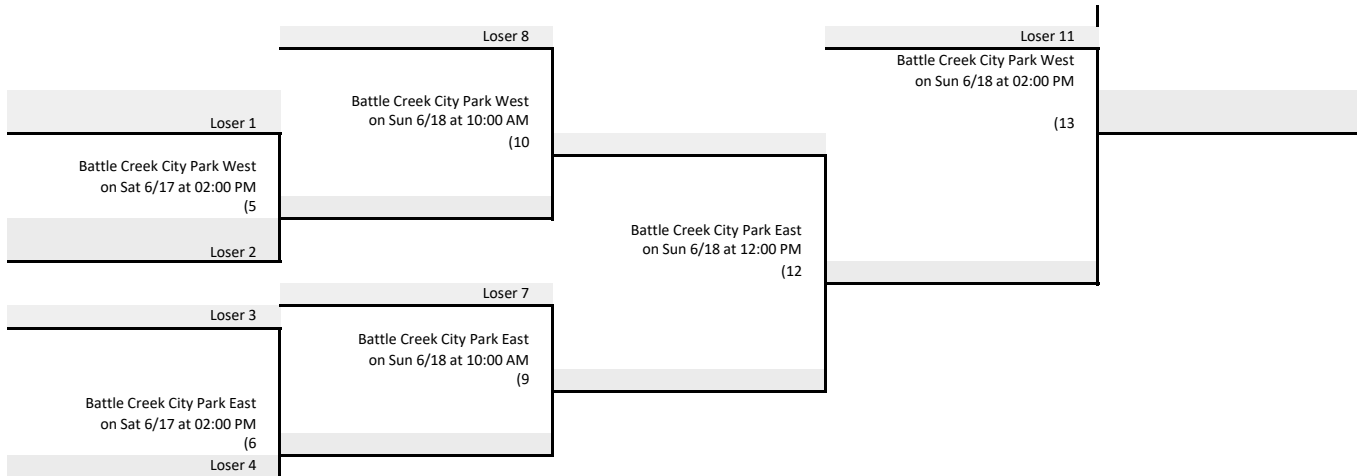 Loser 8
Loser 11
Battle Creek City Park West
on Sun 6/18 at 02:00 PM
Battle Creek City Park West
on Sun 6/18 at 10:00 AM
(10
Loser 1
(13
Battle Creek City Park West
on Sat 6/17 at 02:00 PM
(5
Loser 2
Battle Creek City Park East
on Sun 6/18 at 12:00 PM
(12
Loser 7
Loser 3
Battle Creek City Park East
on Sun 6/18 at 10:00 AM
(9
Battle Creek City Park East
on Sat 6/17 at 02:00 PM
(6
Loser 4